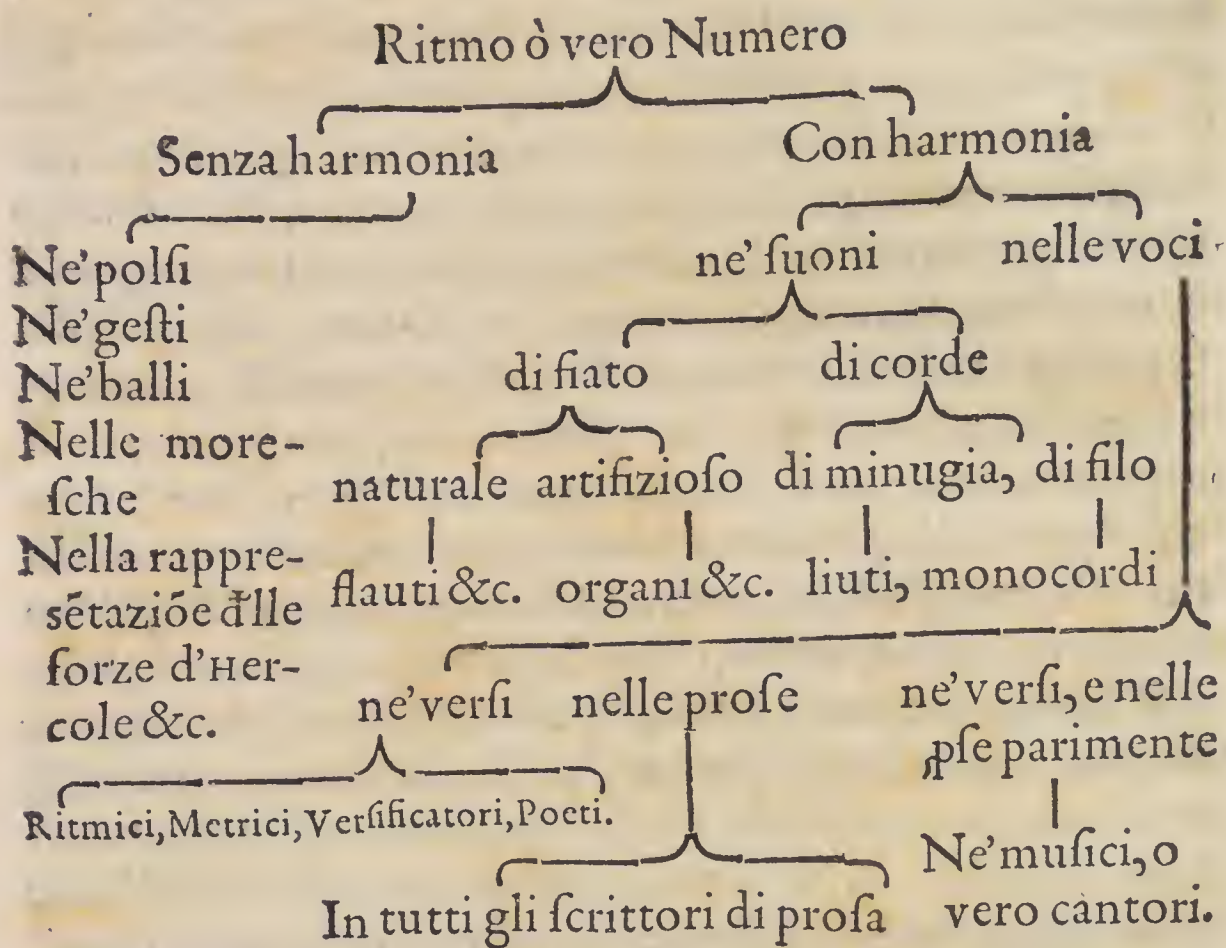 Ritmo ò vero Numero
Senza harmonia
Con harmonia
Ne'polſi
Ne'geſti
Ne'balli
Nelle more-
ſche
Nella rappre-
sẽtaziõe đlle
forze d'Her-
cole &c.
ne' ſuoni
nelle voci
di fiato
di corde
naturale artifizioſo di minugia, di filo
flauti &c. organi &c. liuti, monocordi
ne'verſi
nelle proſe
ne'verſi, e nelle
ꝓſe parimente
Ritmici, Metrici, Verſificatori, Poeti.
In tutti gli ſcrittori di proſa
Ne'muſici, o
vero cantori.